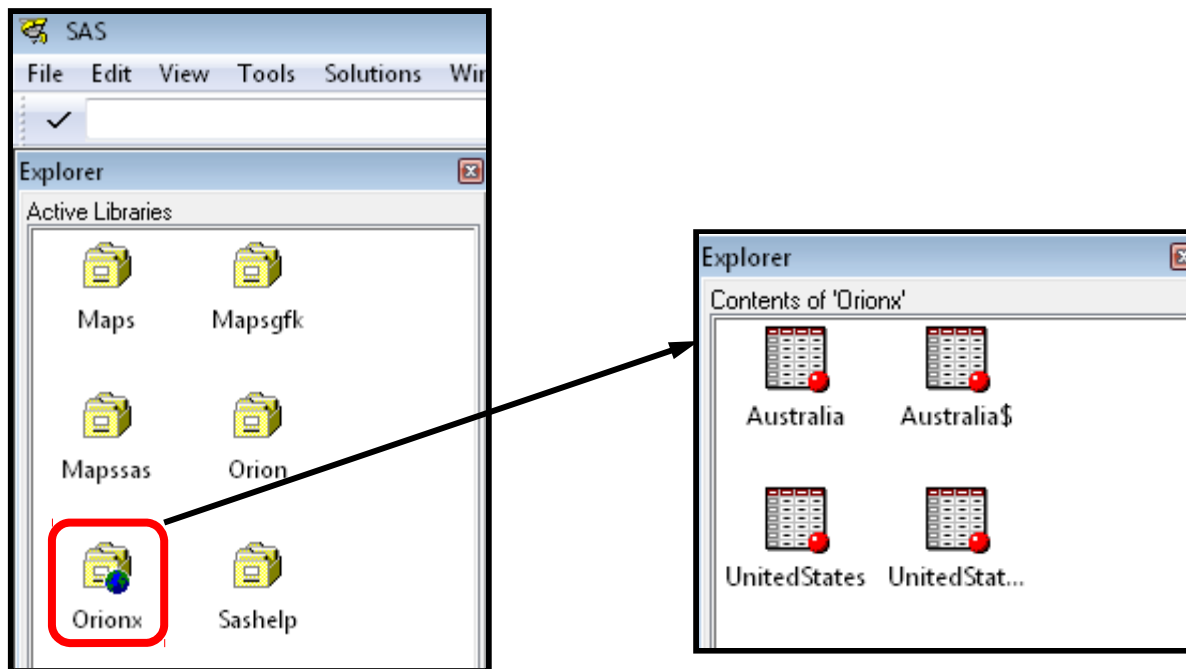 SAS
File Edit View Tools Solutions Wir
Explorer
Active Libraries
Maps Mapsgfk
Mapssas Orion
Orionx Sashelp
Explorer
Contents of 'Orionx'
Australia Australia$
UnitedStates UnitedStat...